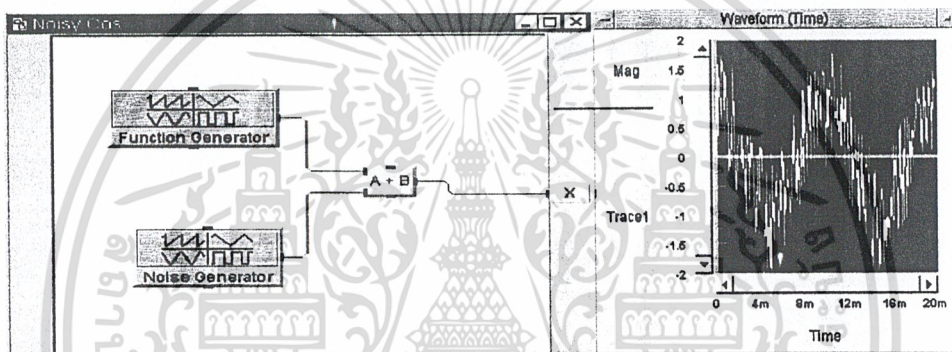 Noisy Cos
Function Generator
A + B
Noise Generator
X
Waveform (Time)
Mag
Trace1
2
1.5
1
0.5
0
-0.5
-1
-1.5
-2
0 4m 8m 12m 16m 20m
Time